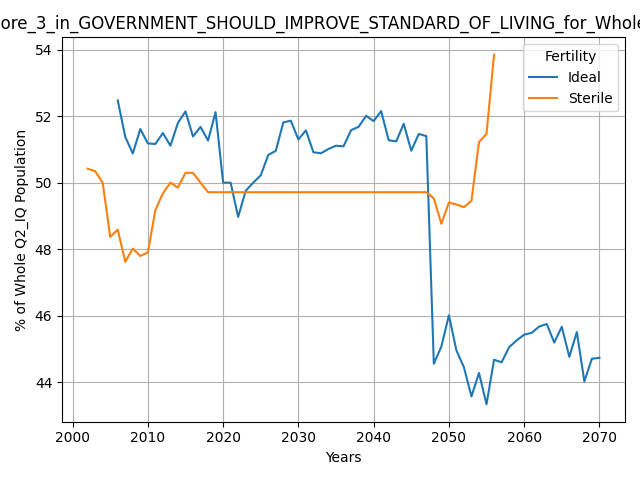 ore_3_in_GOVERNMENT_SHOULD_IMPROVE_STANDARD_OF_LIVING_for_Whole
Fertility
Ideal
Sterile
% of Whole Q2_IQ Population
54
52
50
48
46
44
2000 2010 2020 2030 2040 2050 2060 2070
Years